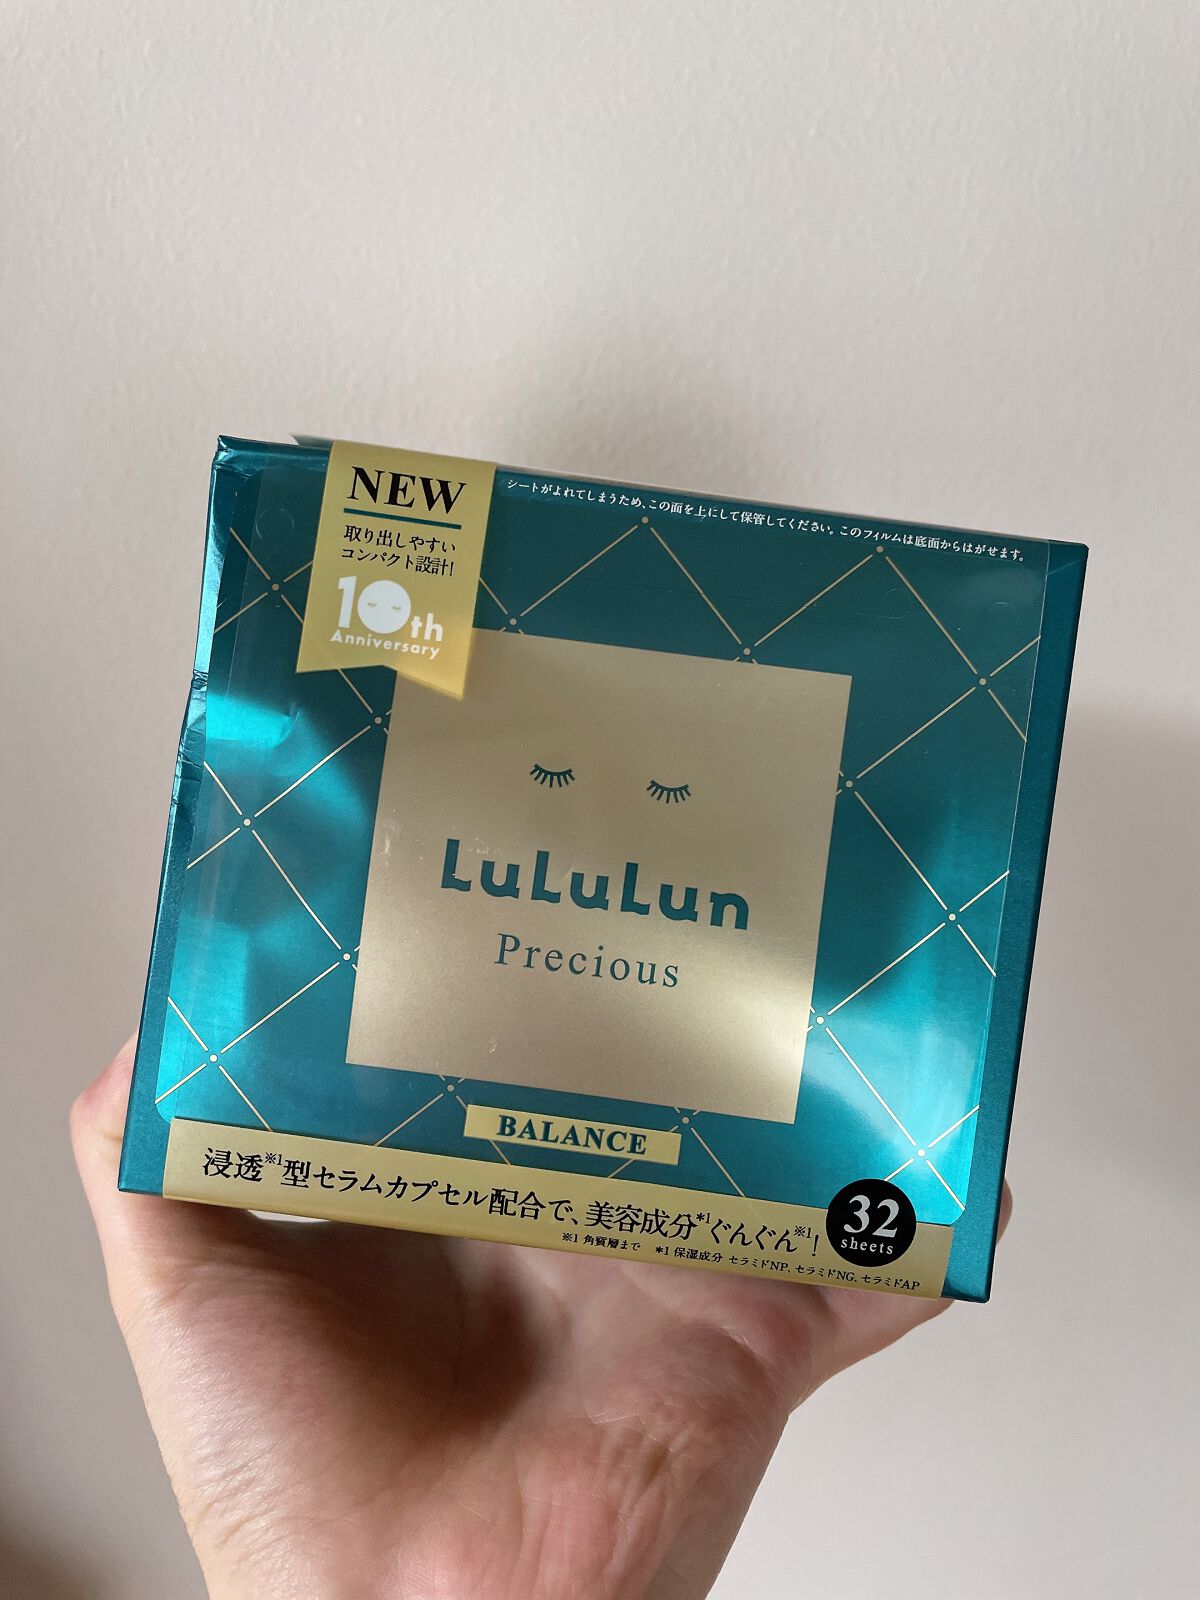 NEW
取り出しやすい
コンパクト設計!
10th
Anniversary
シートがよれてしまうため、この面を上にして保管してください。このフィルムは底面からはがせます。
LuLuLun
Precious
BALANCE
浸透※1型セラムカプセル配合で、美容成分*1ぐんぐん※1!
※1 角質層まで *1 保湿成分 セラミドNP、セラミドNG、セラミドAP
32
sheets